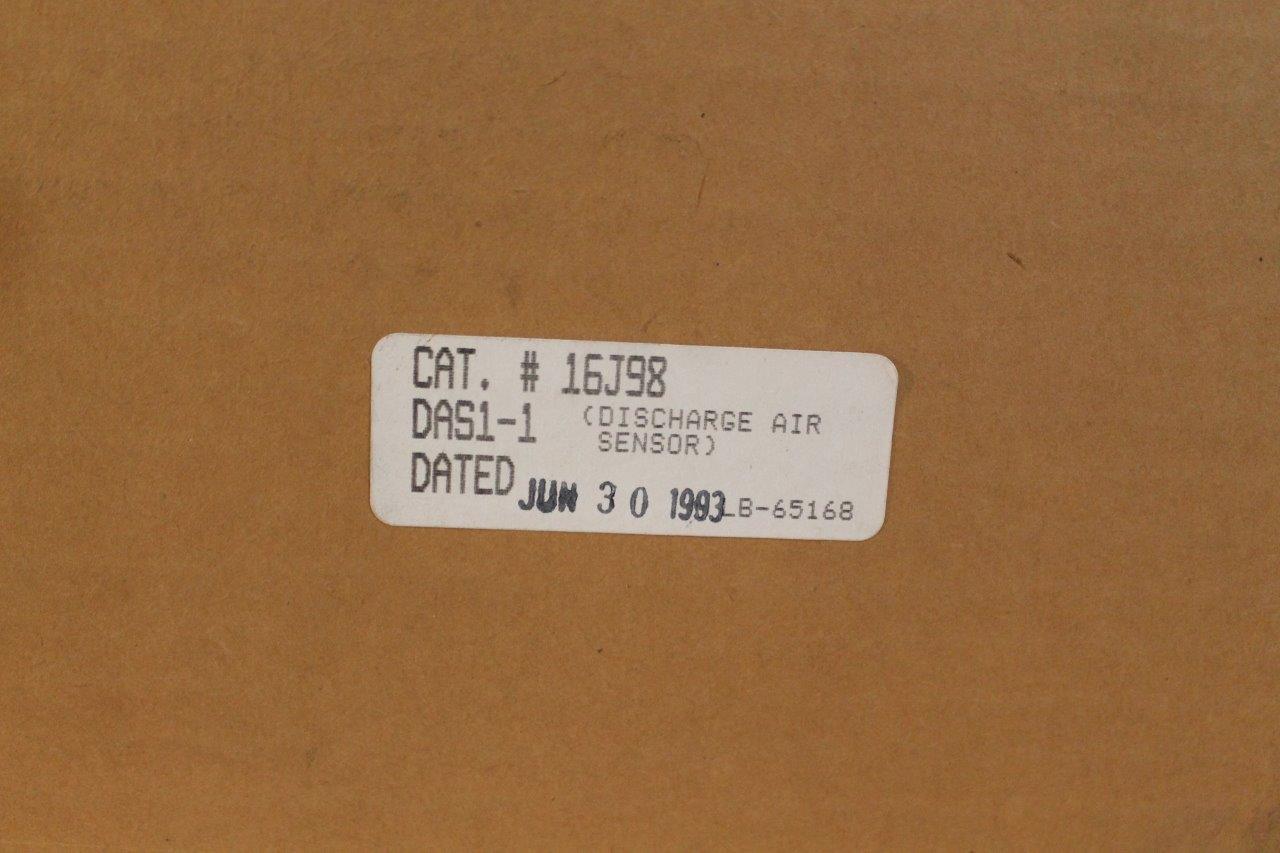 CAT. # 16J98
DAS1-1 (DISCHARGE AIR
SENSOR)
DATED JUN 30 1993 LB-65168